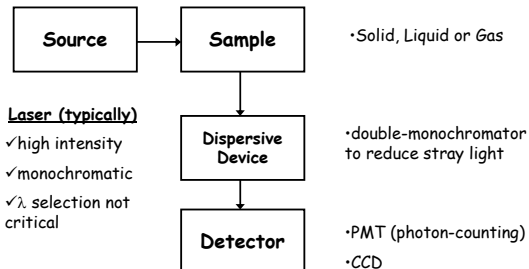 Source
Sample
•Solid, Liquid or Gas
Laser (typically)
✓high intensity
✓monochromatic
✓λ selection not
critical
Dispersive
Device
•double-monochromator
to reduce stray light
Detector
•PMT (photon-counting)
•CCD